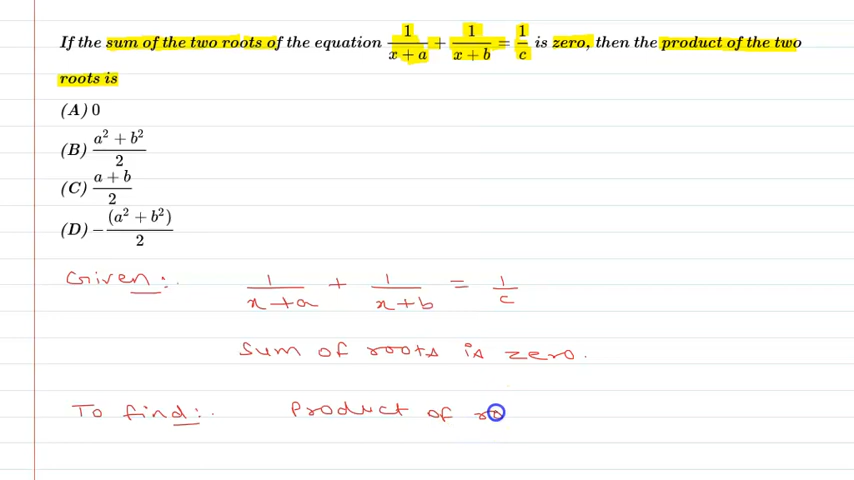 If the sum of the two roots of the equation 1/(x + a) + 1/(x + b) = 1/c is zero, then the product of the two
roots is
(A) 0
(B) (a² + b²)/2
(C) (a + b)/2
(D) −(a² + b²)/2
Given:. 1/(x+a) + 1/(x+b) = 1/c
Sum of roots is zero.
To find:. Product of ro